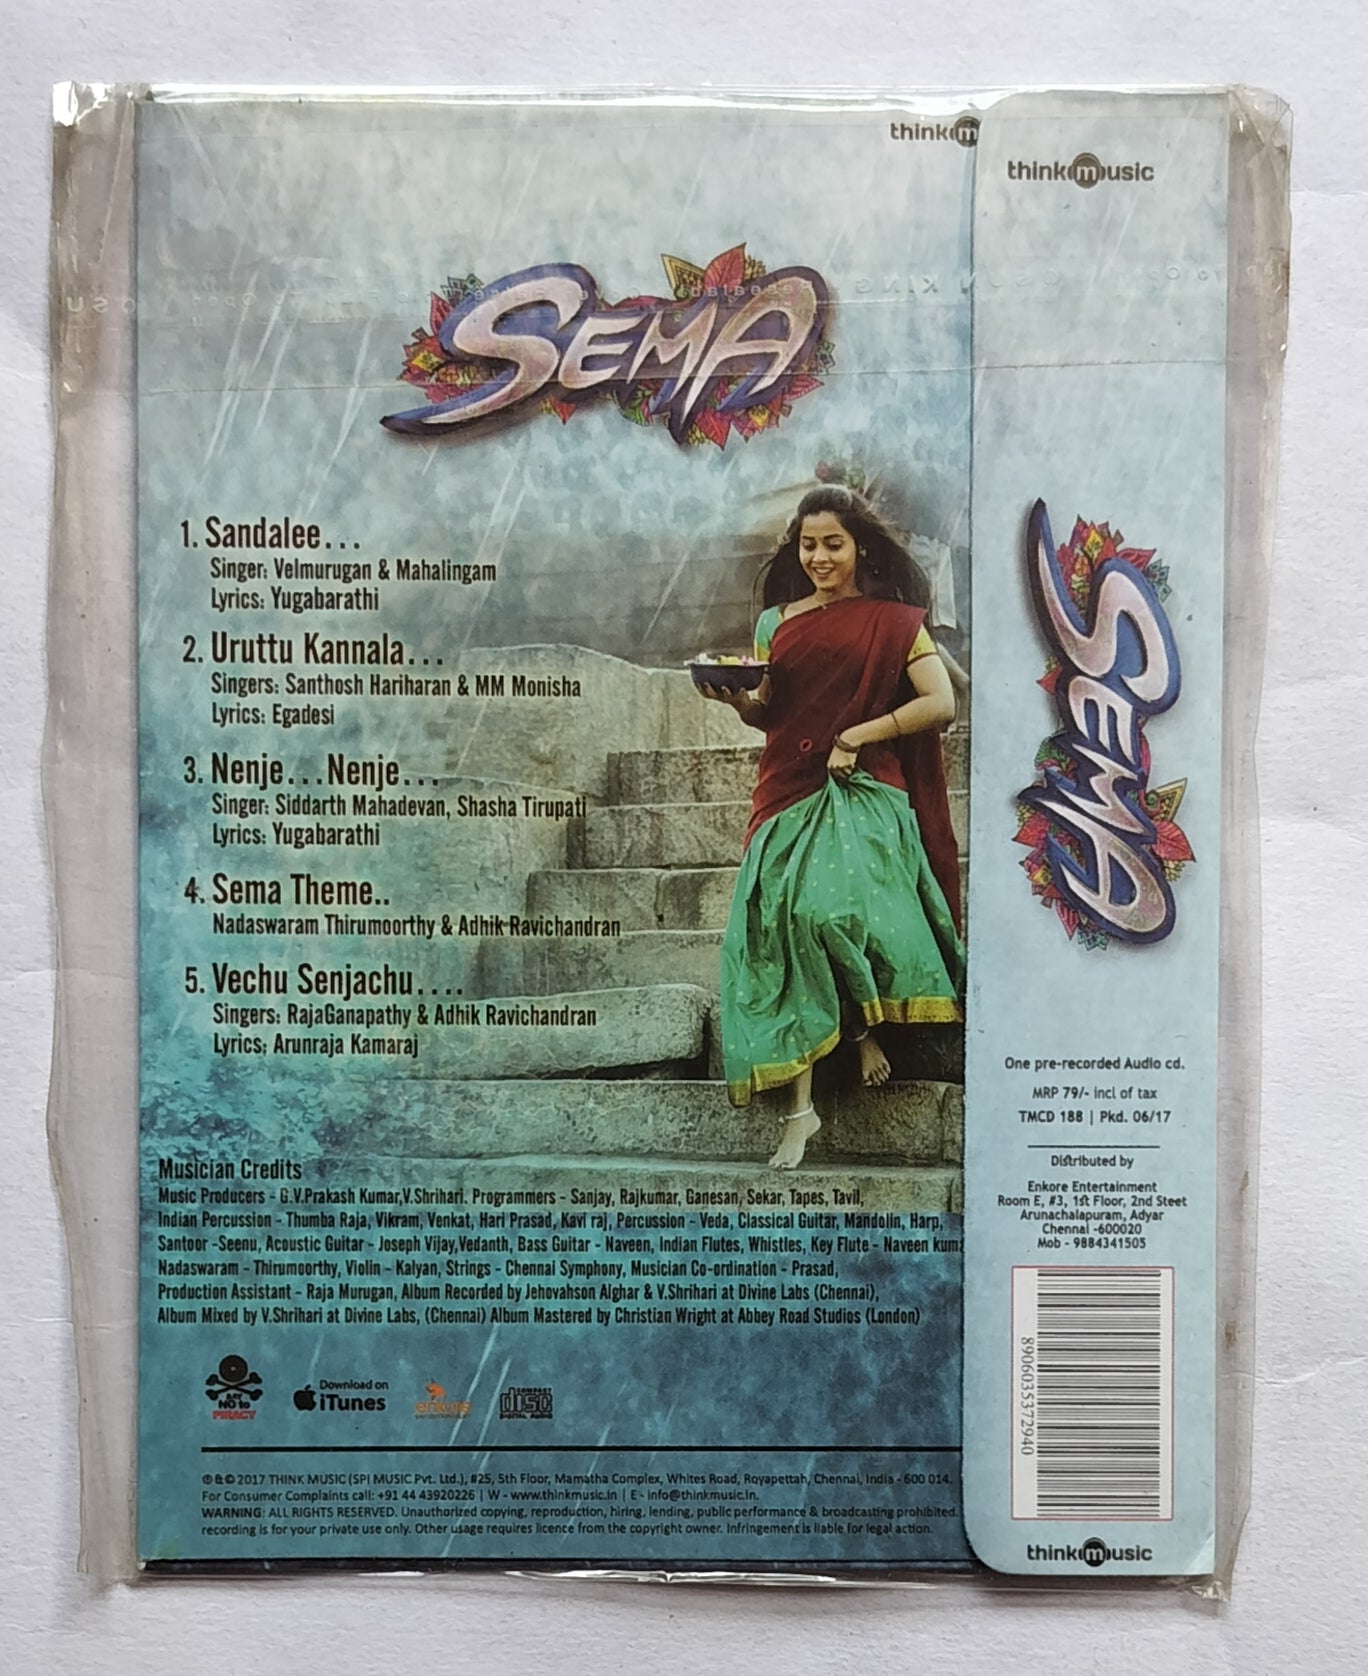 think m
think music
SEMA
1. Sandalee...
Singer: Velmurugan & Mahalingam
Lyrics: Yugabarathi
2. Uruttu Kannala...
Singers: Santhosh Hariharan & MM Monisha
Lyrics: Egadesi
3. Nenje...Nenje...
Singer: Siddarth Mahadevan, Shasha Tirupati
Lyrics: Yugabarathi
4. Sema Theme..
Nadaswaram Thirumoorthy & Adhik Ravichandran
5. Vechu Senjachu....
Singers: RajaGanapathy & Adhik Ravichandran
Lyrics: Arunraja Kamaraj
Musician Credits
Music Producers - G.V.Prakash Kumar,V.Shrihari. Programmers - Sanjay, Rajkumar, Ganesan, Sekar, Tapes, Tavil,
Indian Percussion - Thumba Raja, Vikram, Venkat, Hari Prasad, Kavi raj, Percussion - Veda, Classical Guitar, Mandolin, Harp,
Santoor -Seenu, Acoustic Guitar - Joseph Vijay,Vedanth, Bass Guitar - Naveen, Indian Flutes, Whistles, Key Flute - Naveen kum
Nadaswaram - Thirumoorthy, Violin - Kalyan, Strings - Chennai Symphony, Musician Co-ordination - Prasad,
Production Assistant - Raja Murugan, Album Recorded by Jehovahson Alghar & V.Shrihari at Divine Labs (Chennai),
Album Mixed by V.Shrihari at Divine Labs, (Chennai) Album Mastered by Christian Wright at Abbey Road Studios (London)
SAY
NO to
PIRACY
Download on
iTunes
enkore
ENTERTAINMENT
COMPACT
disc
DIGITAL AUDIO
℗ & © 2017 THINK MUSIC (SPI MUSIC Pvt. Ltd.), #25, 5th Floor, Mamatha Complex, Whites Road, Royapettah, Chennai, India - 600 014.
For Consumer Complaints call: +91 44 43920226 | W - www.thinkmusic.in | E - info@thinkmusic.in.
WARNING: ALL RIGHTS RESERVED. Unauthorized copying, reproduction, hiring, lending, public performance & broadcasting prohibited.
recording is for your private use only. Other usage requires licence from the copyright owner. Infringement is liable for legal action.
SEMA
One pre-recorded Audio cd.
MRP 79/- incl of tax
TMCD 188 | Pkd. 06/17
Distributed by
Enkore Entertainment
Room E, #3, 1st Floor, 2nd Steet
Arunachalapuram, Adyar
Chennai -600020
Mob - 9884341505
8906035372940
think music